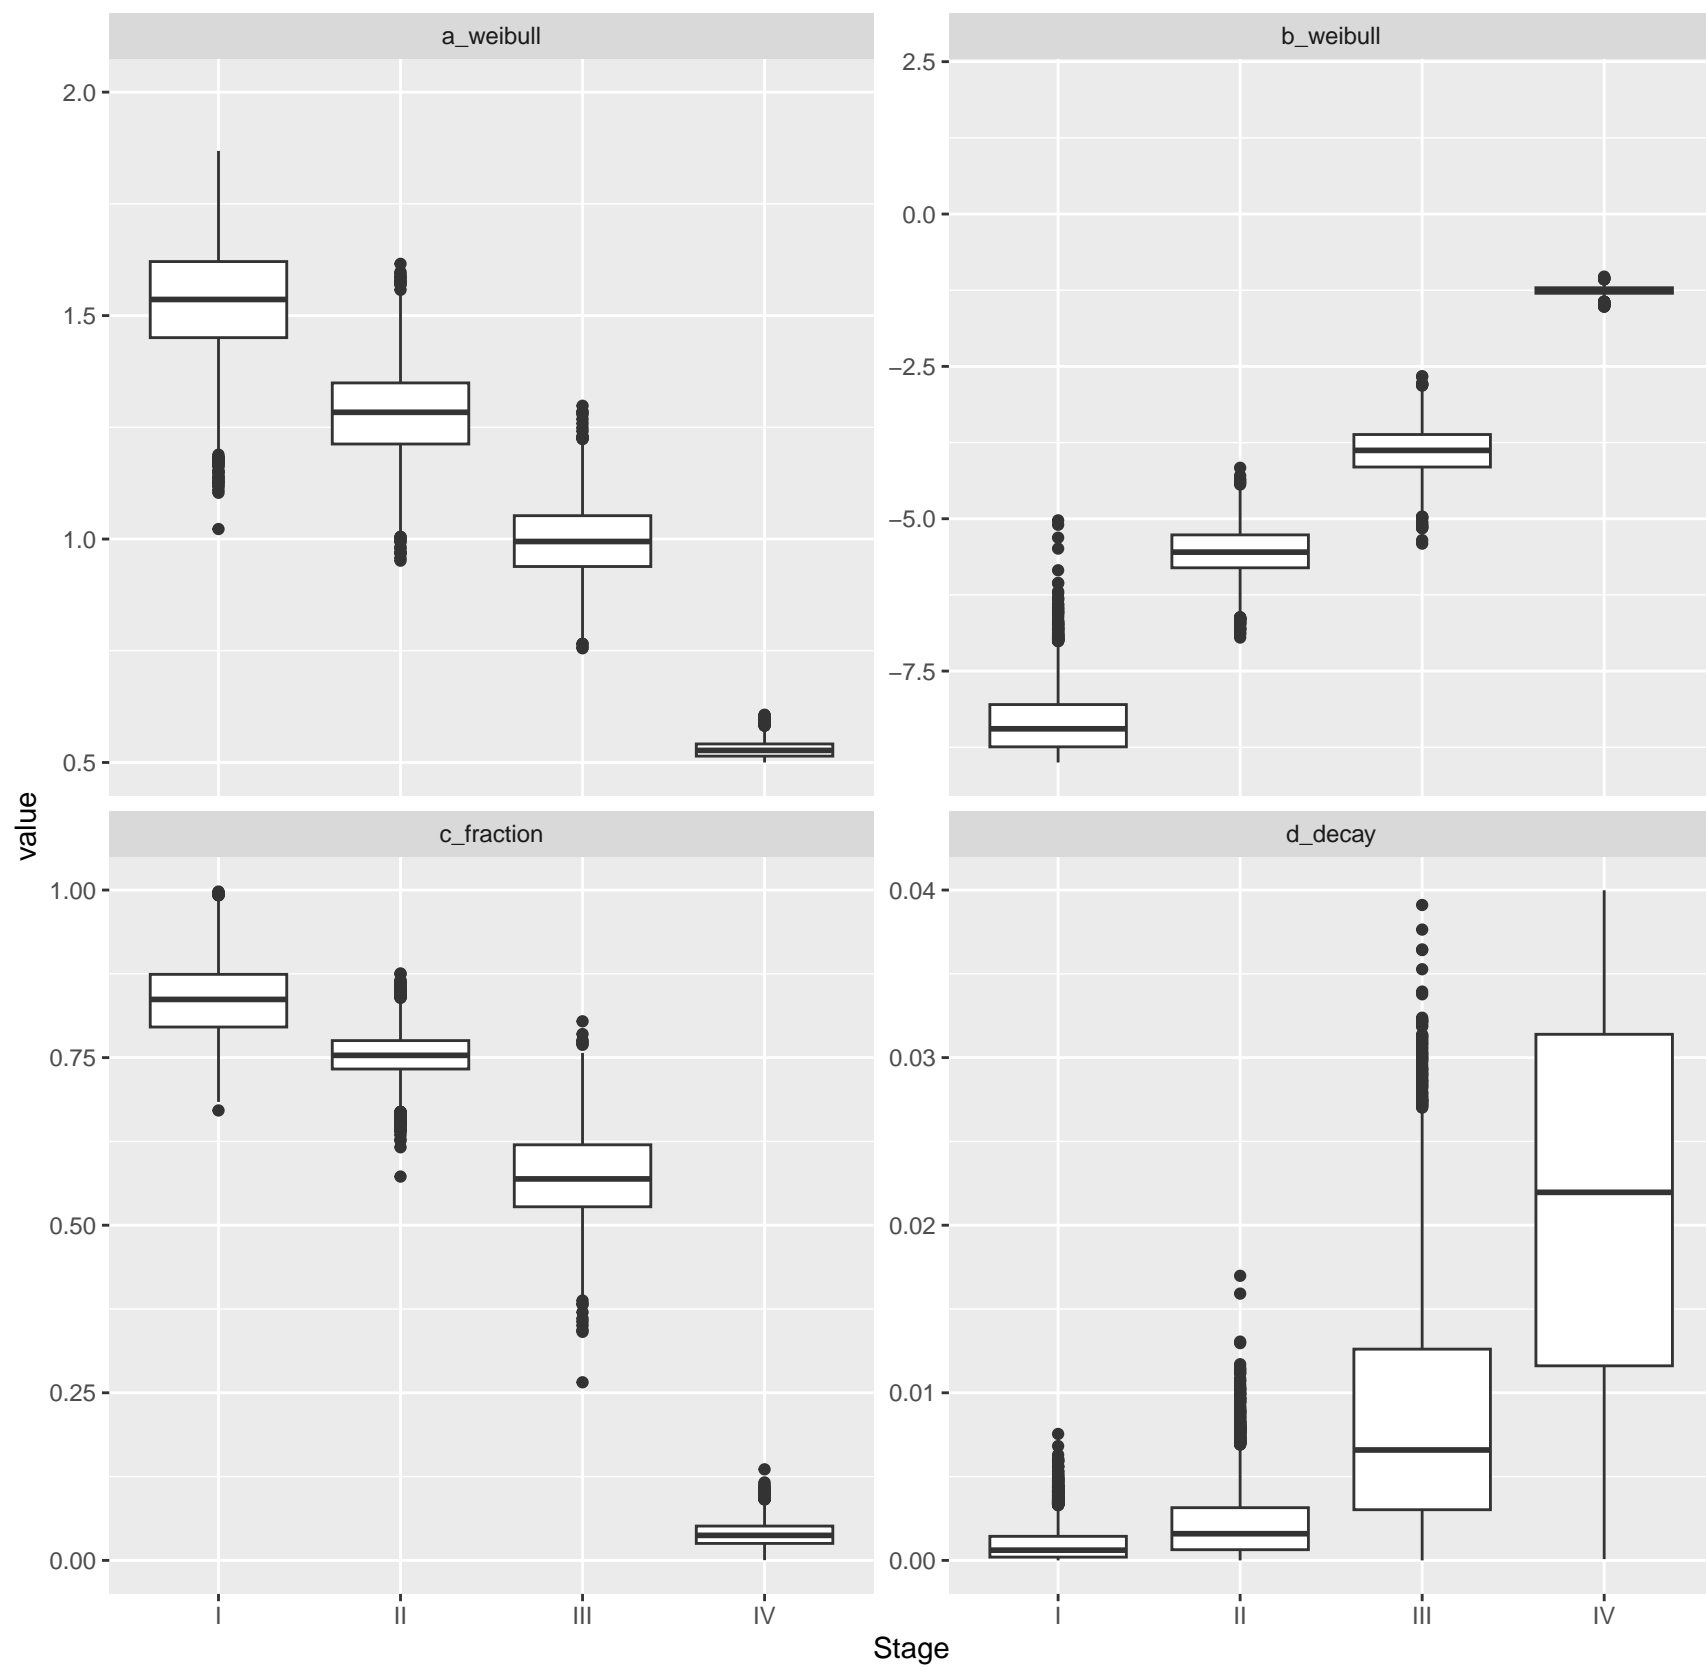 a_weibull
b_weibull
2.0
1.5
1.0
0.5
2.5
0.0
−2.5
−5.0
−7.5
value
c_fraction
d_decay
1.00
0.75
0.50
0.25
0.00
0.04
0.03
0.02
0.01
0.00
I II III IV
I II III IV
Stage